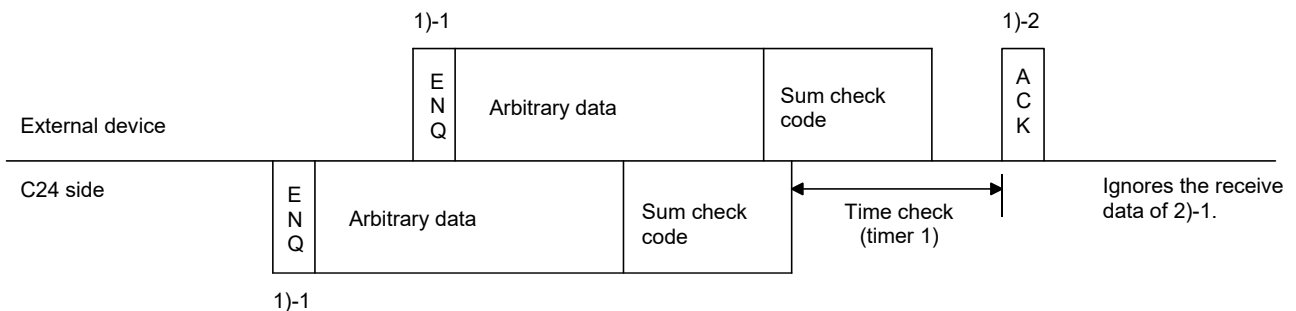 1)-1
1)-2
E
N
Q
Arbitrary data
Sum check
code
A
C
K
External device
C24 side
E
N
Q
Arbitrary data
Sum check
code
Time check
(timer 1)
Ignores the receive
data of 2)-1.
1)-1